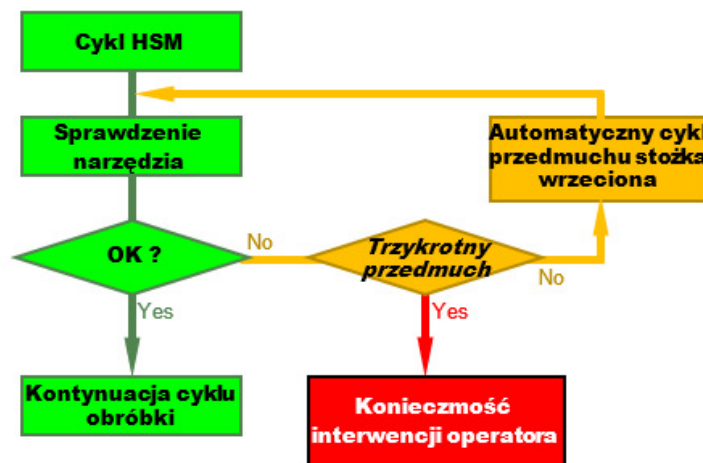 Cykl HSM
Sprawdzenie
narzędzia
Automatyczny cykl
przedmuchu stożka
wrzeciona
OK ?
No
Trzykrotny
przedmuch
No
Yes
Yes
Kontynuacja cyklu
obróbki
Konieczmość
interwencji operatora